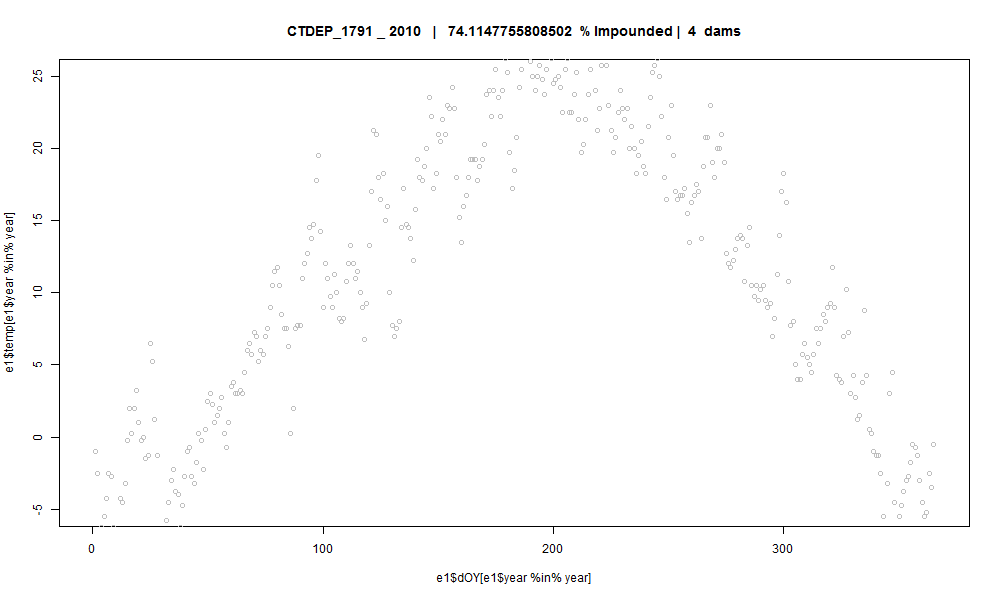 CTDEP_1791 _ 2010 | 74.1147755808502 % Impounded | 4 dams
e1$temp[e1$year %in% year]
25
20
15
10
5
0
-5
0 100 200 300
e1$dOY[e1$year %in% year]